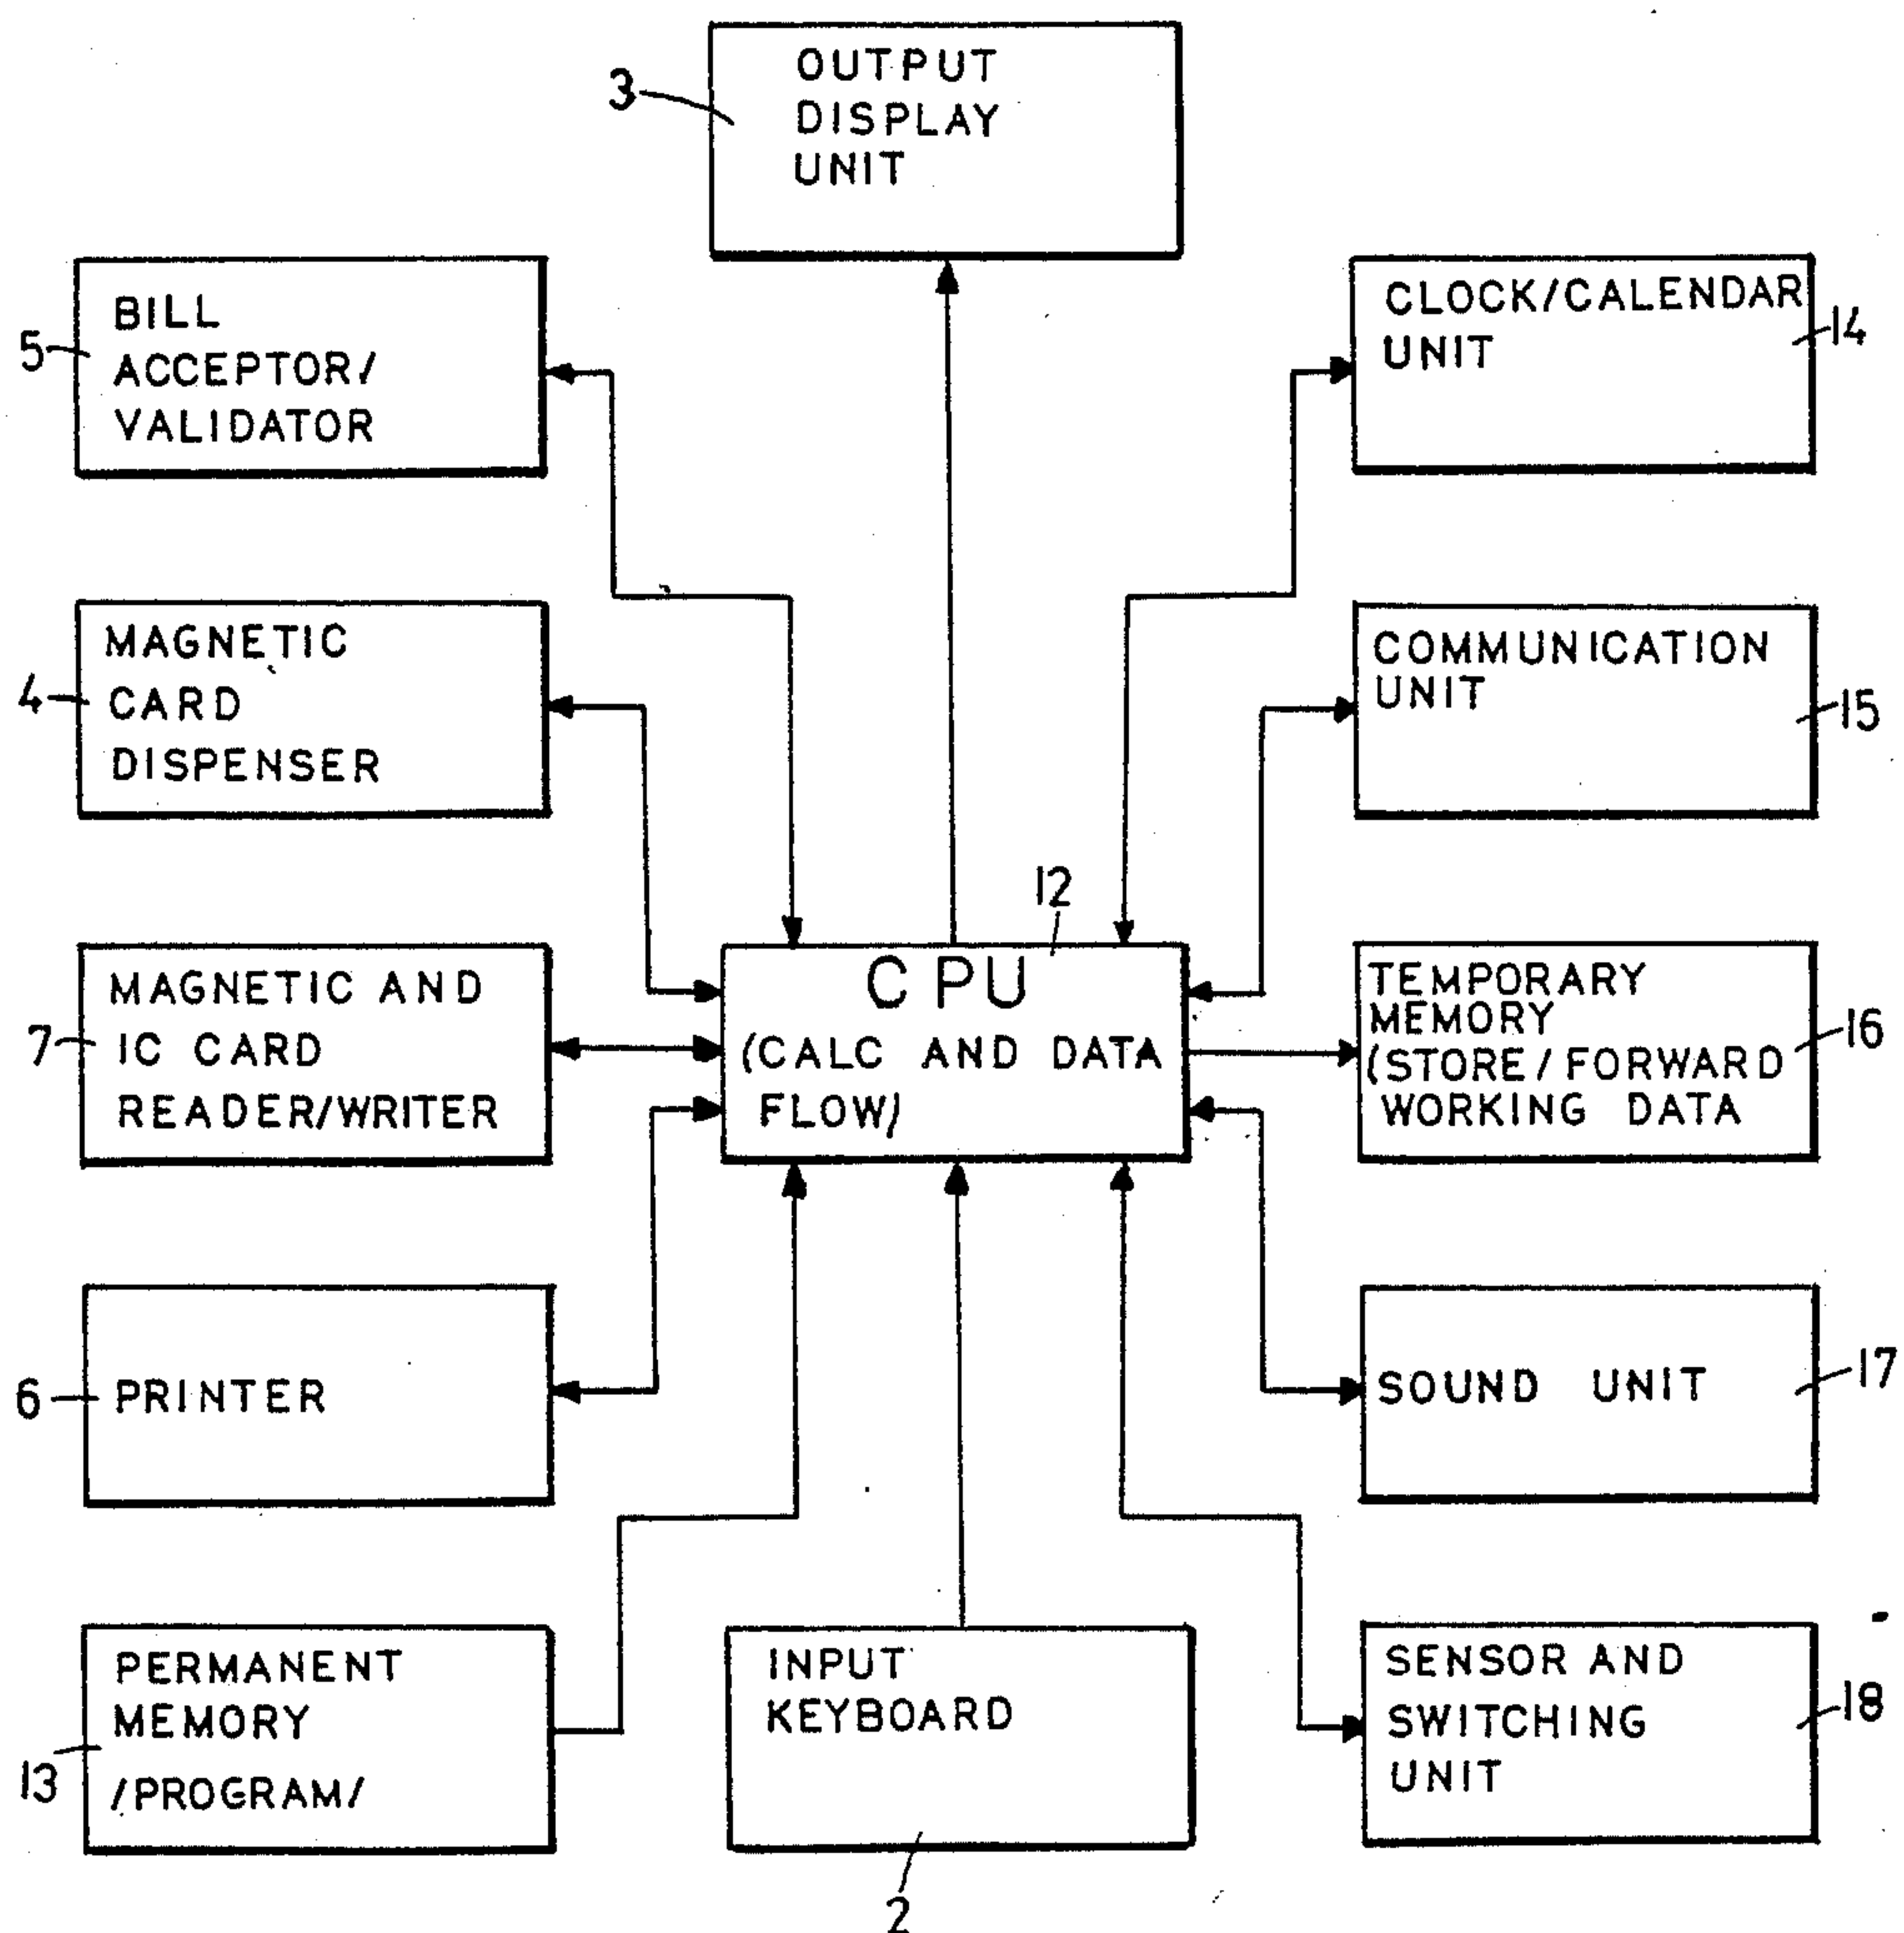 3
OUTPUT
DISPLAY
UNIT
5
BILL
ACCEPTOR/
VALIDATOR
CLOCK/CALENDAR
UNIT
14
4
MAGNETIC
CARD
DISPENSER
COMMUNICATION
UNIT
15
7
MAGNETIC AND
IC CARD
READER/WRITER
12
CPU
(CALC AND DATA
FLOW/
TEMPORARY
MEMORY
(STORE/FORWARD
WORKING DATA
16
6
PRINTER
SOUND UNIT
17
13
PERMANENT
MEMORY
/PROGRAM/
INPUT
KEYBOARD
2
SENSOR AND
SWITCHING
UNIT
18